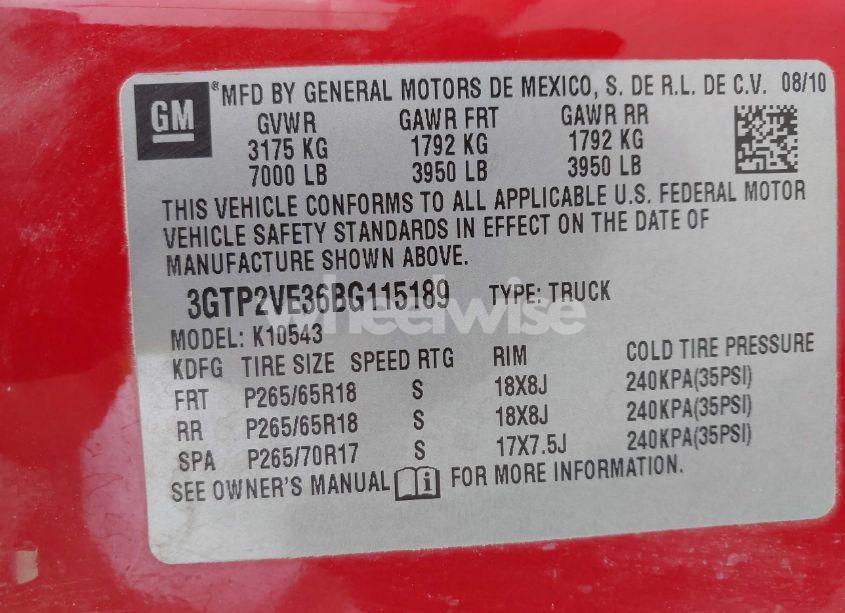 GM ® MFD BY GENERAL MOTORS DE MEXICO, S. DE R.L. DE C.V. 08/10
GVWR GAWR FRT GAWR RR
3175 KG 1792 KG 1792 KG
7000 LB 3950 LB 3950 LB
THIS VEHICLE CONFORMS TO ALL APPLICABLE U.S. FEDERAL MOTOR
VEHICLE SAFETY STANDARDS IN EFFECT ON THE DATE OF
MANUFACTURE SHOWN ABOVE.
3GTP2VE36BG115189 TYPE: TRUCK
wheelwise
MODEL: K10543
KDFG TIRE SIZE SPEED RTG RIM COLD TIRE PRESSURE
FRT P265/65R18 S 18X8J 240KPA(35PSI)
RR P265/65R18 S 18X8J 240KPA(35PSI)
SPA P265/70R17 S 17X7.5J 240KPA(35PSI)
SEE OWNER'S MANUAL i FOR MORE INFORMATION.